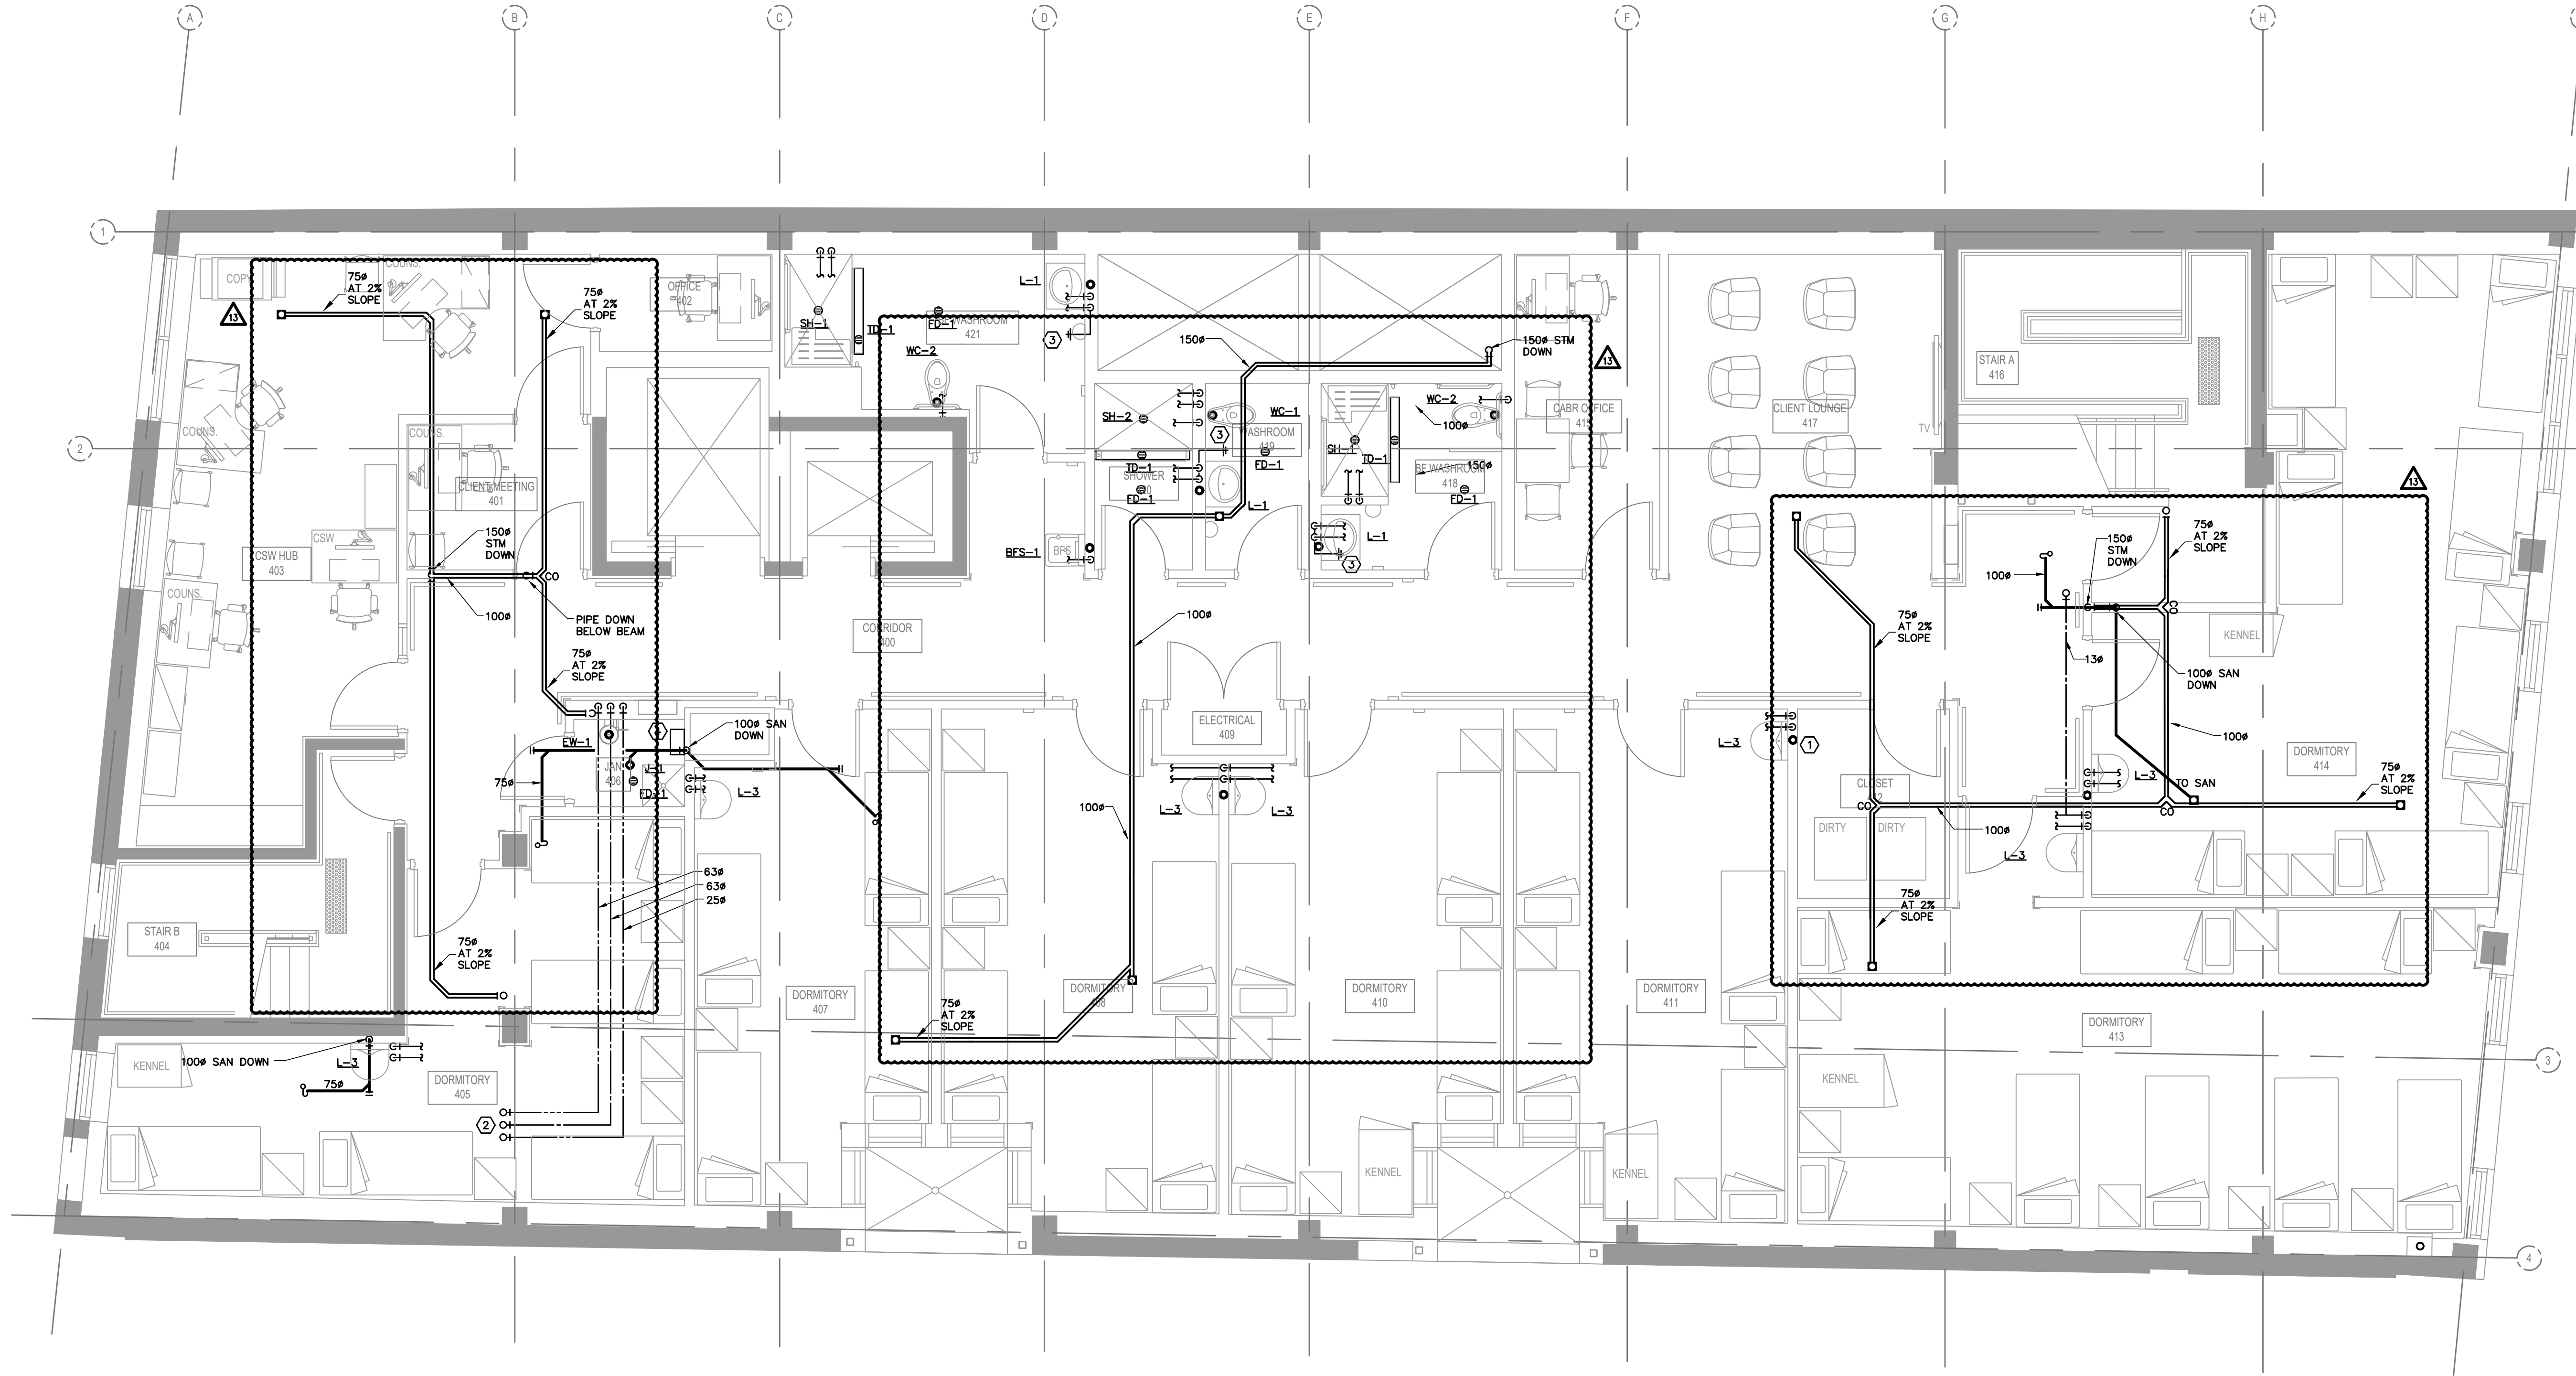 A
B
C
D
E
F
G
H
1
2
3
4
COPY
COUNS.
75ø
AT 2%
SLOPE
13
75ø
AT 2%
SLOPE
OFFICE
402
COUNS.
COUNS.
CLIENT MEETING
401
150ø
STM
DOWN
CSW HUB
403
CSW
COUNS.
CO
100ø
PIPE DOWN
BELOW BEAM
75ø
AT 2%
SLOPE
EW-1
75ø
JAN
406
FD-1
100ø SAN
DOWN
L-3
63ø
63ø
25ø
STAIR B
404
75ø
AT 2%
SLOPE
KENNEL
100ø SAN DOWN
L-3
75ø
DORMITORY
405
2
DORMITORY
407
SH-1
TD-1
FD-1
BF WASHROOM
421
WC-2
L-1
3
150ø
150ø STM
DOWN
13
SH-2
TD-1
SHOWER
420
FD-1
3
WC-1
WASHROOM
419
FD-1
L-1
BFS-1
BFS
SH-1
TD-1
WC-2
100ø
BF WASHROOM
418
150ø
FD-1
L-1
3
CABR OFFICE
415
CORRIDOR
400
100ø
ELECTRICAL
409
100ø
L-3
L-3
DORMITORY
408
75ø
AT 2%
SLOPE
DORMITORY
410
KENNEL
DORMITORY
411
KENNEL
CLIENT LOUNGE
417
TV
STAIR A
416
13
75ø
AT 2%
SLOPE
100ø
150ø
STM
DOWN
75ø
AT 2%
SLOPE
CO
KENNEL
13ø
100ø SAN
DOWN
100ø
L-3
1
CLOSET
CO
DIRTY
DIRTY
100ø
L-3
L-3
TO SAN
CO
DORMITORY
414
75ø
AT 2%
SLOPE
75ø
AT 2%
SLOPE
KENNEL
DORMITORY
413